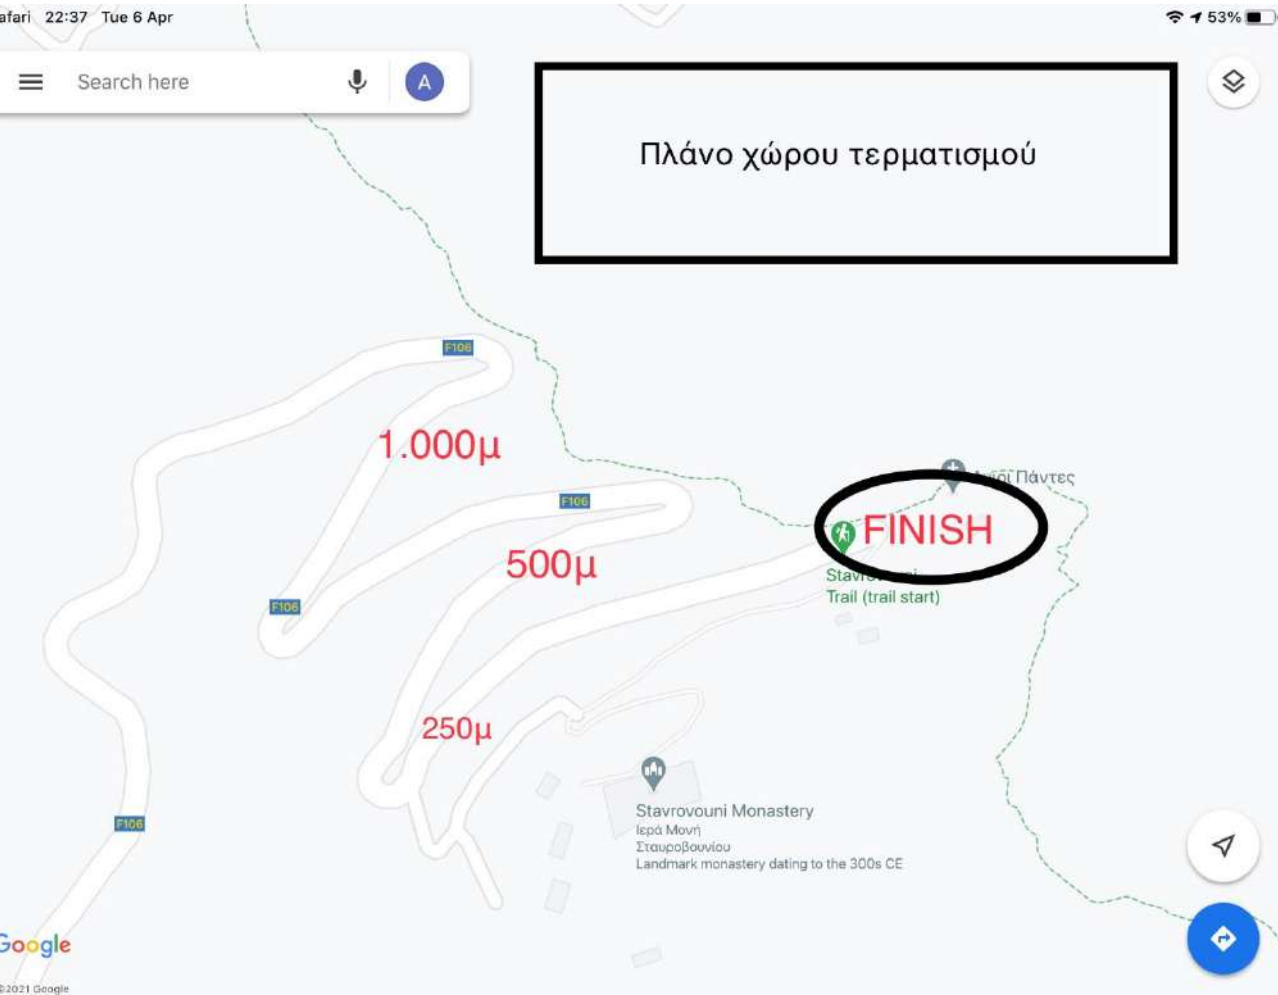 afari 22:37 Tue 6 Apr
53%
Search here
A
Πλάνο χώρου τερματισμού
F106
1.000μ
F106
Πάντες
FINISH
500μ
F106
Trail (trail start)
250μ
Stavrovouni Monastery
Ιερά Μονή
Σταυροβουνίου
Landmark monastery dating to the 300s CE
F106
Google
©2021 Google